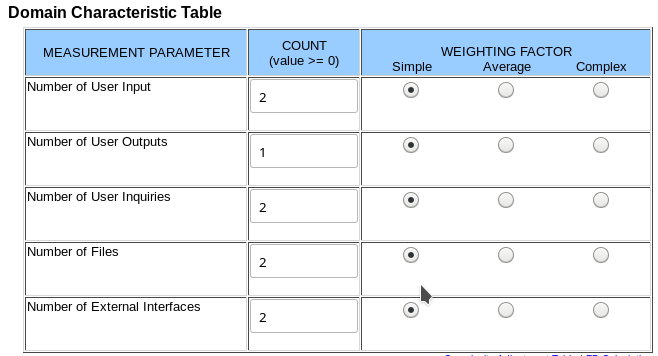 Domain Characteristic Table
MEASUREMENT PARAMETER
COUNT
(value >= 0)
WEIGHTING FACTOR
Simple Average Complex
Number of User Input
2
Number of User Outputs
1
Number of User Inquiries
2
Number of Files
2
Number of External Interfaces
2